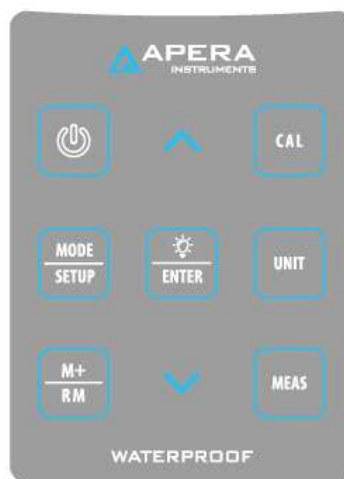 APERA
INSTRUMENTS
CAL
MODE
SETUP
ENTER
UNIT
M+
RM
MEAS
WATERPROOF